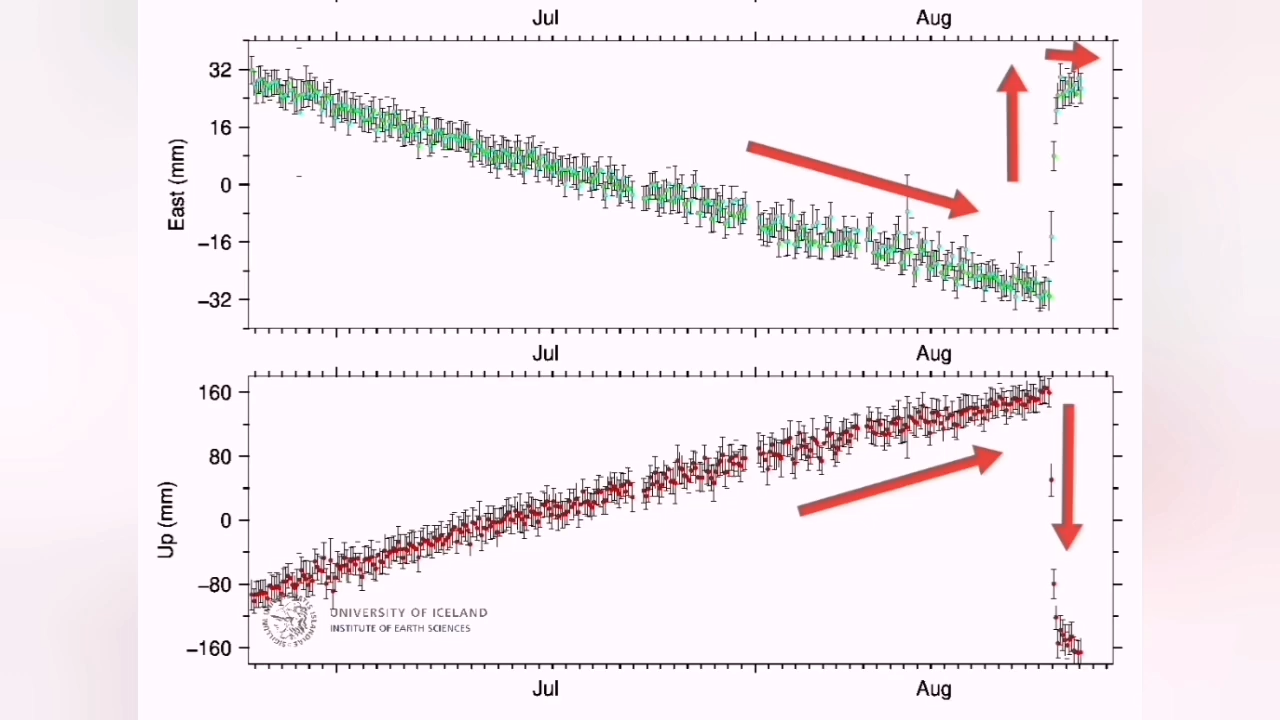 Jul Aug
32
16
0
−16
−32
East (mm)
Jul Aug
160
80
0
−80
−160
Up (mm)
UNIVERSITY OF ICELAND
INSTITUTE OF EARTH SCIENCES
Jul Aug